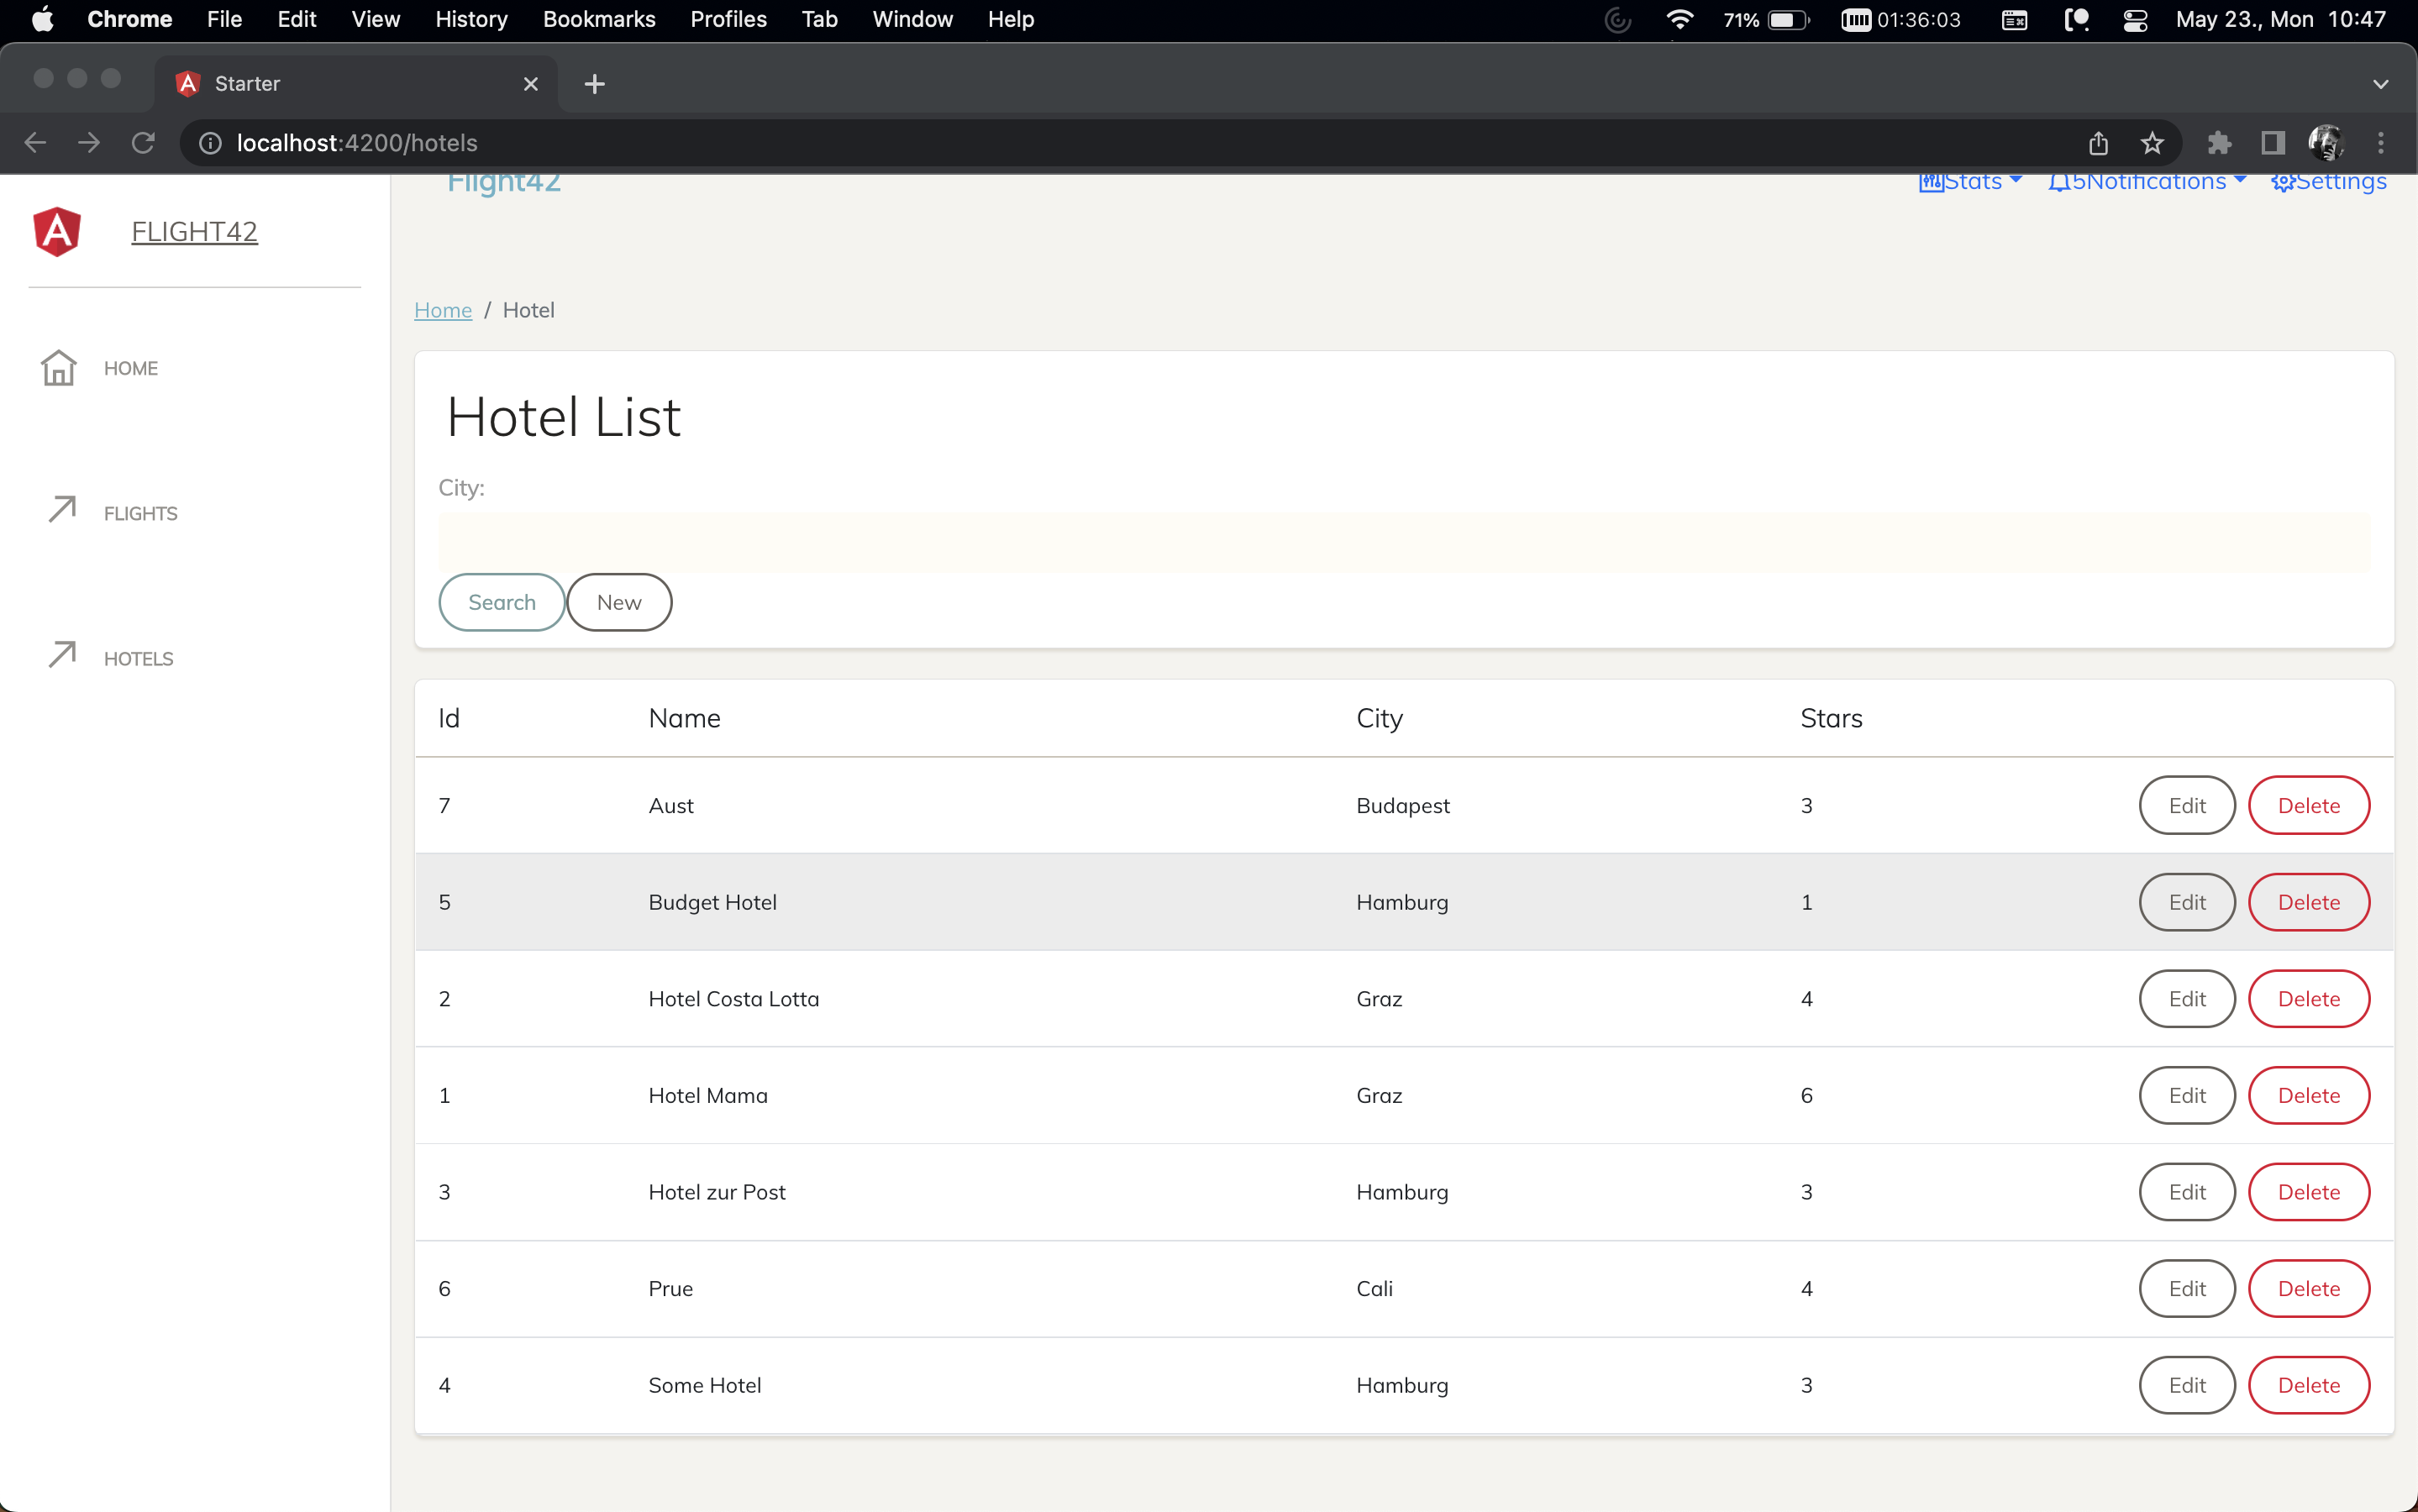 Chrome File Edit View History Bookmarks Profiles Tab Window Help 71% 01:36:03 May 23., Mon 10:47
Starter
localhost:4200/hotels
FLIGHT42
HOME
FLIGHTS
HOTELS
Flight42
Stats 5Notifications Settings
Home / Hotel
Hotel List
City:
Search New
Id Name City Stars
7 Aust Budapest 3 Edit Delete
5 Budget Hotel Hamburg 1 Edit Delete
2 Hotel Costa Lotta Graz 4 Edit Delete
1 Hotel Mama Graz 6 Edit Delete
3 Hotel zur Post Hamburg 3 Edit Delete
6 Prue Cali 4 Edit Delete
4 Some Hotel Hamburg 3 Edit Delete